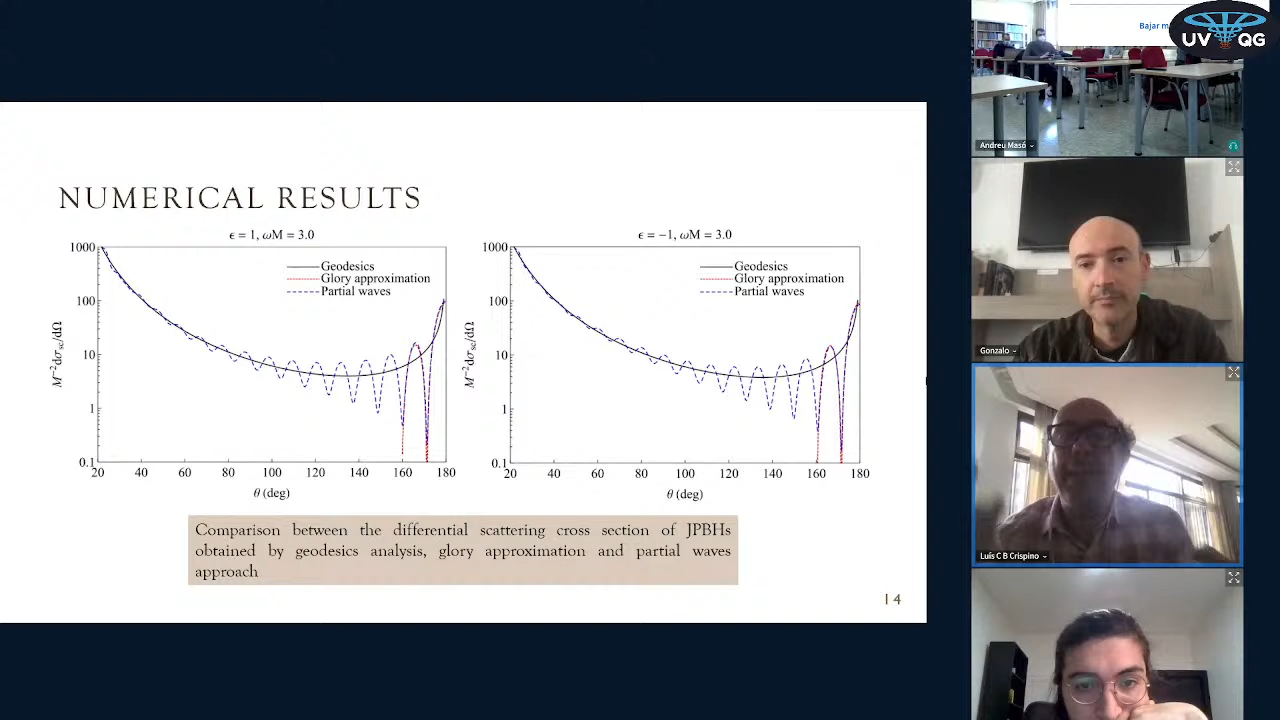 Bajar m
UV QG
Andreu Masó
NUMERICAL RESULTS
ϵ = 1, ωM = 3.0
1000
100
10
1
0.1
M⁻²dσsc/dΩ
Geodesics
Glory approximation
Partial waves
20 40 60 80 100 120 140 160 180
θ (deg)
ϵ = −1, ωM = 3.0
1000
100
10
1
0.1
M⁻²dσsc/dΩ
Geodesics
Glory approximation
Partial waves
20 40 60 80 100 120 140 160 180
θ (deg)
Comparison between the differential scattering cross section of JPBHs
obtained by geodesics analysis, glory approximation and partial waves
approach
14
Gonzalo
Luís C B Crispino